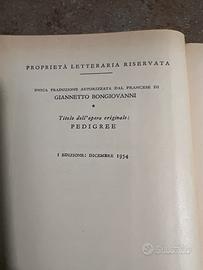 PROPRIETÀ LETTERARIA RISERVATA
UNICA TRADUZIONE AUTORIZZATA DAL FRANCESE DI
GIANNETTO BONGIOVANNI
*
Titolo dell'opera originale:
PEDIGREE
I EDIZIONE: DICEMBRE 1954
subito